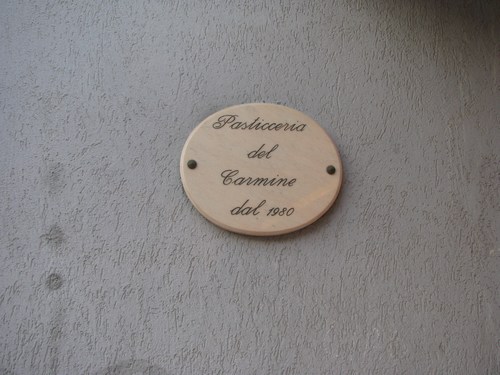 Pasticceria
del
Carmine
dal 1980